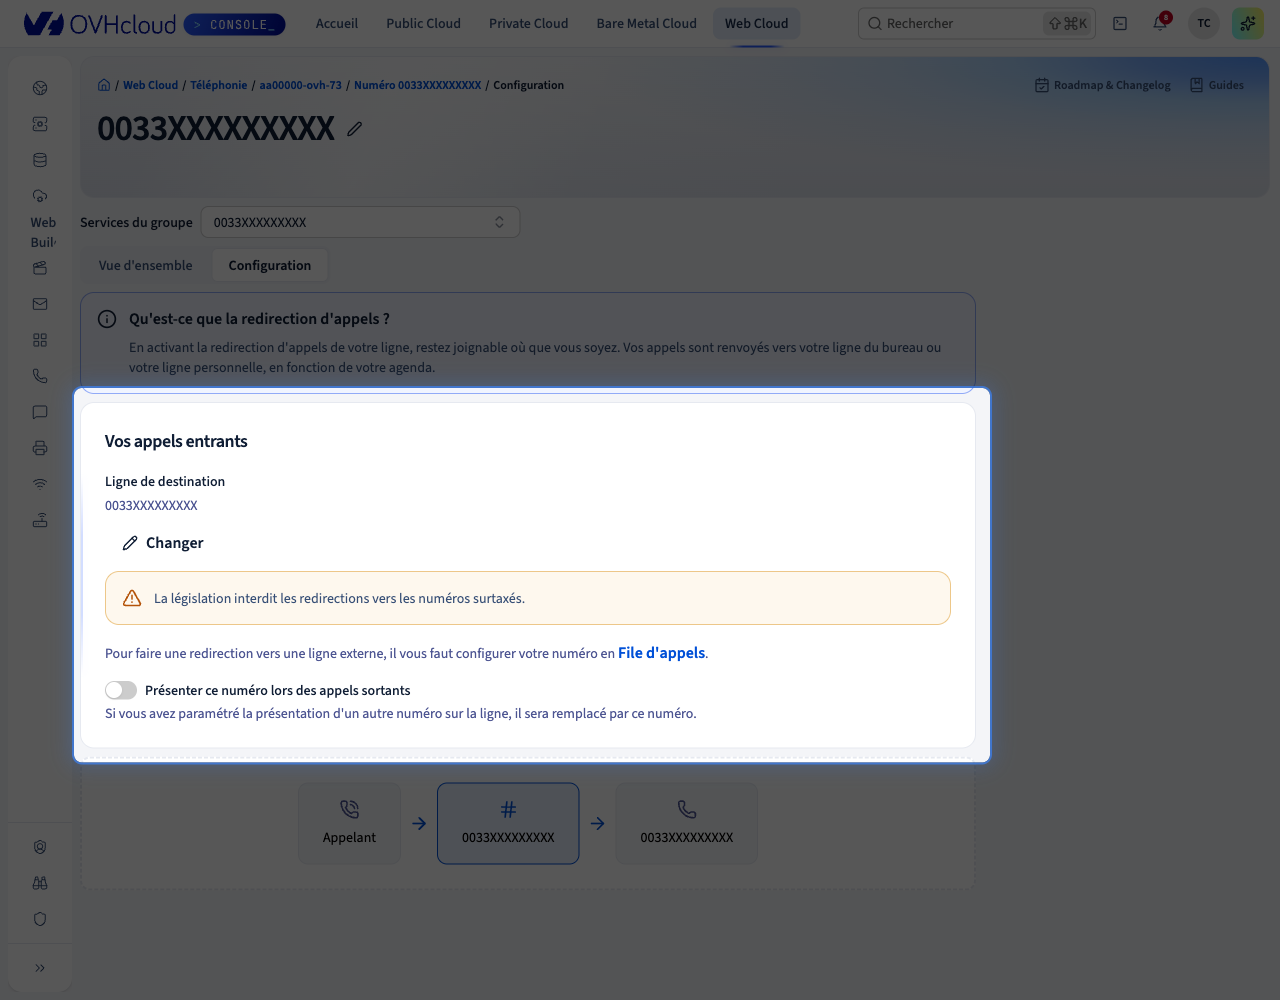 OVHcloud > CONSOLE_ Accueil Public Cloud Private Cloud Bare Metal Cloud Web Cloud Rechercher ⇧⌘K 8 TC
/ Web Cloud / Téléphonie / aa00000-ovh-73 / Numéro 0033XXXXXXXXX / Configuration Roadmap & Changelog Guides
0033XXXXXXXXX
Web
Services du groupe 0033XXXXXXXXX
Vue d'ensemble Configuration
Qu'est-ce que la redirection d'appels ?
En activant la redirection d'appels de votre ligne, restez joignable où que vous soyez. Vos appels sont renvoyés vers votre ligne du bureau ou
votre ligne personnelle, en fonction de votre agenda.
Vos appels entrants
Ligne de destination
0033XXXXXXXXX
Changer
La législation interdit les redirections vers les numéros surtaxés.
Pour faire une redirection vers une ligne externe, il vous faut configurer votre numéro en File d'appels.
Présenter ce numéro lors des appels sortants
Si vous avez paramétré la présentation d'un autre numéro sur la ligne, il sera remplacé par ce numéro.
Appelant 0033XXXXXXXXX 0033XXXXXXXXX